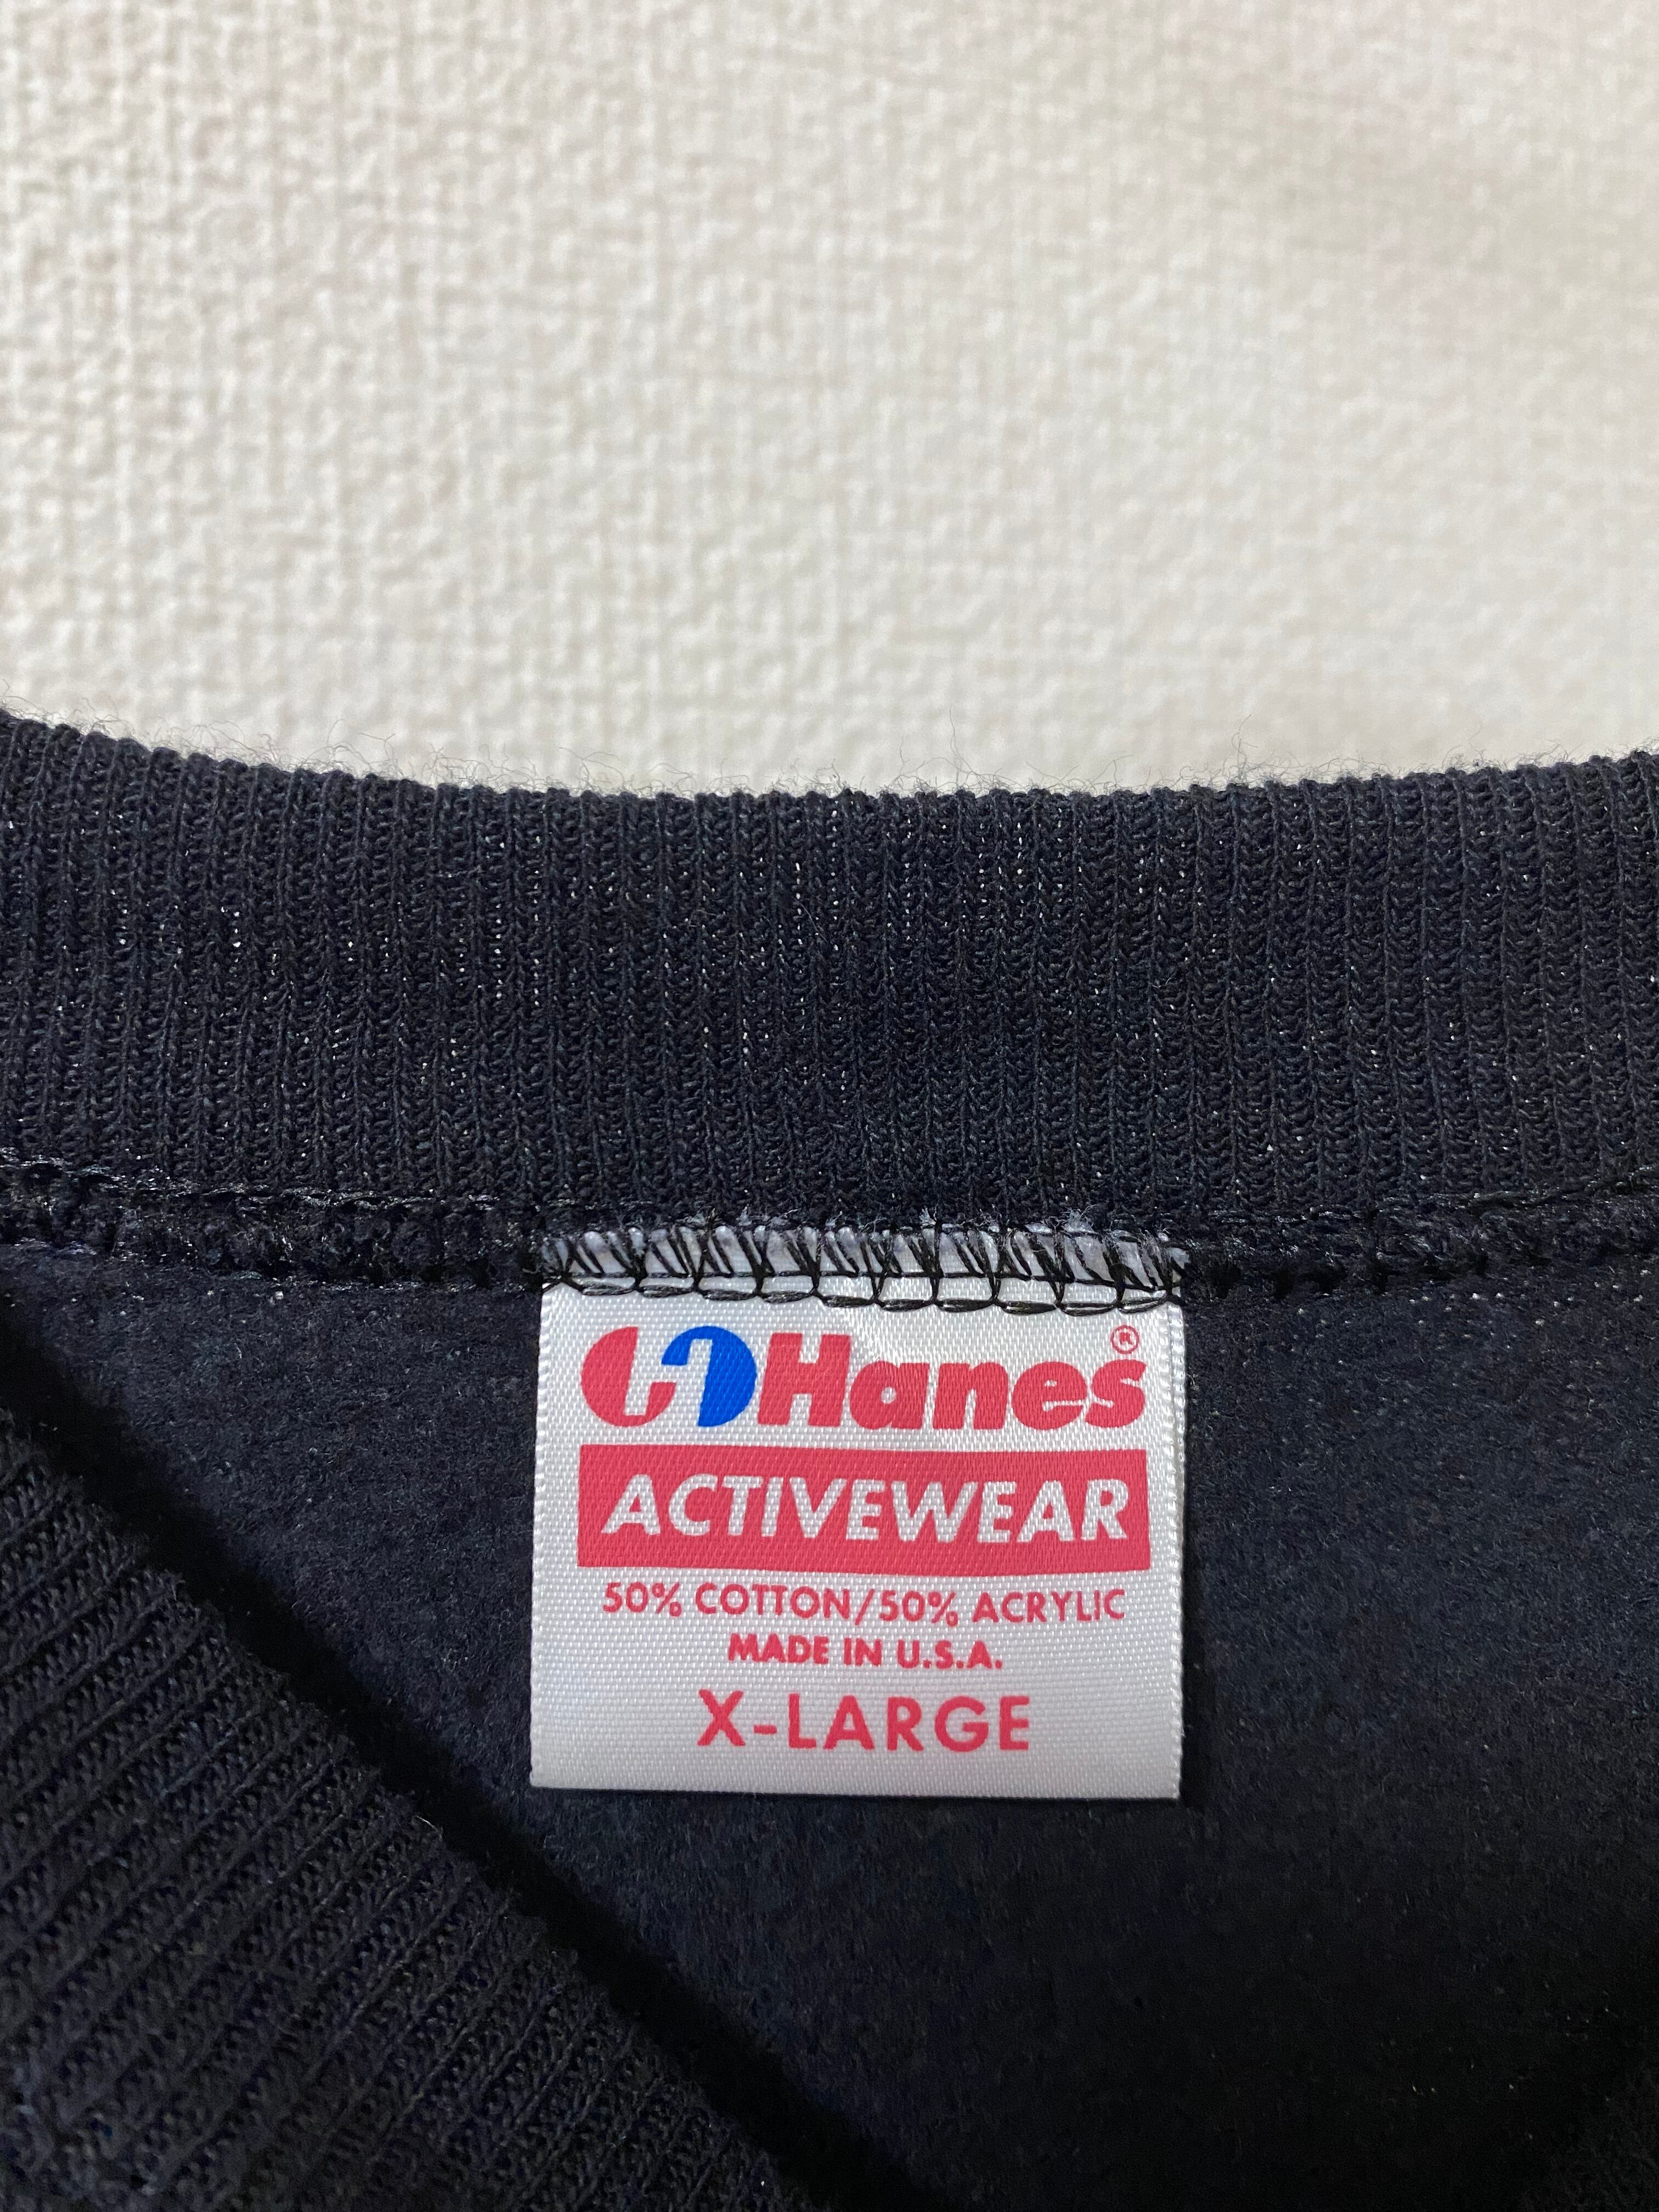 Hanes®
ACTIVEWEAR
50% COTTON/50% ACRYLIC
MADE IN U.S.A.
X-LARGE